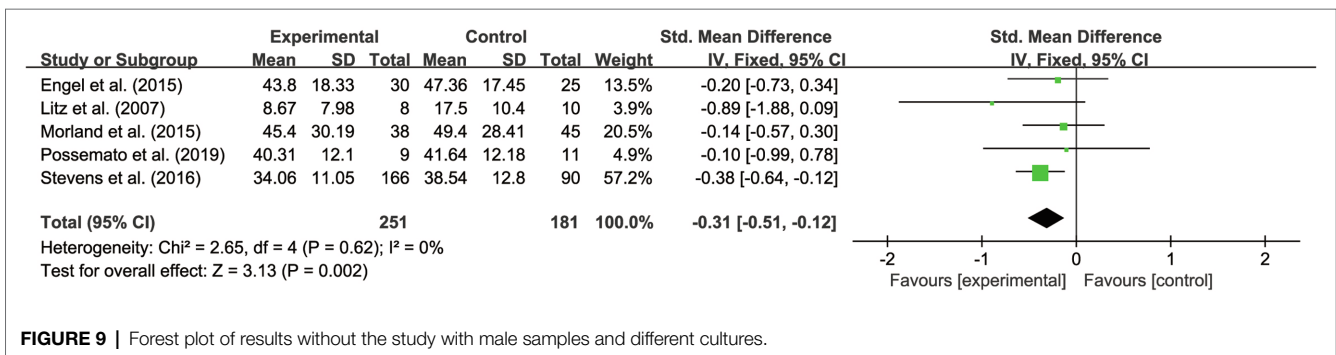 Experimental Control Std. Mean Difference Std. Mean Difference
Study or Subgroup Mean SD Total Mean SD Total Weight IV, Fixed, 95% CI IV, Fixed, 95% CI
Engel et al. (2015) 43.8 18.33 30 47.36 17.45 25 13.5% -0.20 [-0.73, 0.34]
Litz et al. (2007) 8.67 7.98 8 17.5 10.4 10 3.9% -0.89 [-1.88, 0.09]
Morland et al. (2015) 45.4 30.19 38 49.4 28.41 45 20.5% -0.14 [-0.57, 0.30]
Possemato et al. (2019) 40.31 12.1 9 41.64 12.18 11 4.9% -0.10 [-0.99, 0.78]
Stevens et al. (2016) 34.06 11.05 166 38.54 12.8 90 57.2% -0.38 [-0.64, -0.12]
Total (95% CI) 251 181 100.0% -0.31 [-0.51, -0.12]
Heterogeneity: Chi² = 2.65, df = 4 (P = 0.62); I² = 0%
Test for overall effect: Z = 3.13 (P = 0.002)
-2 -1 0 1 2
Favours [experimental] Favours [control]
FIGURE 9 | Forest plot of results without the study with male samples and different cultures.